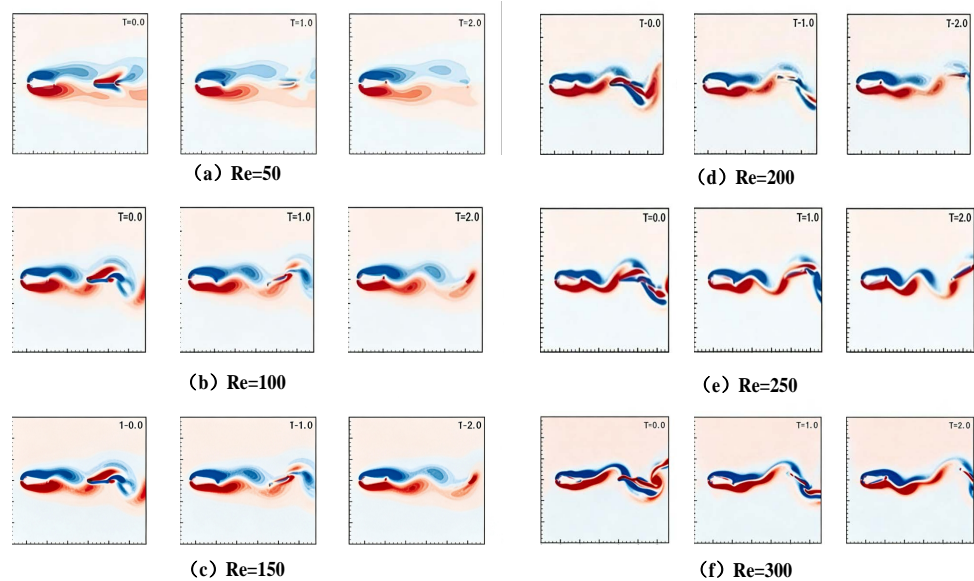 T=0.0 T=1.0 T=2.0
(a) Re=50
T=0.0 T=1.0 T=2.0
(b) Re=100
1-0.0 T-1.0 T-2.0
(c) Re=150
T-0.0 T-1.0 T-2.0
(d) Re=200
T=0.0 T=1.0 T=2.0
(e) Re=250
T=0.0 T=1.0 T=2.0
(f) Re=300